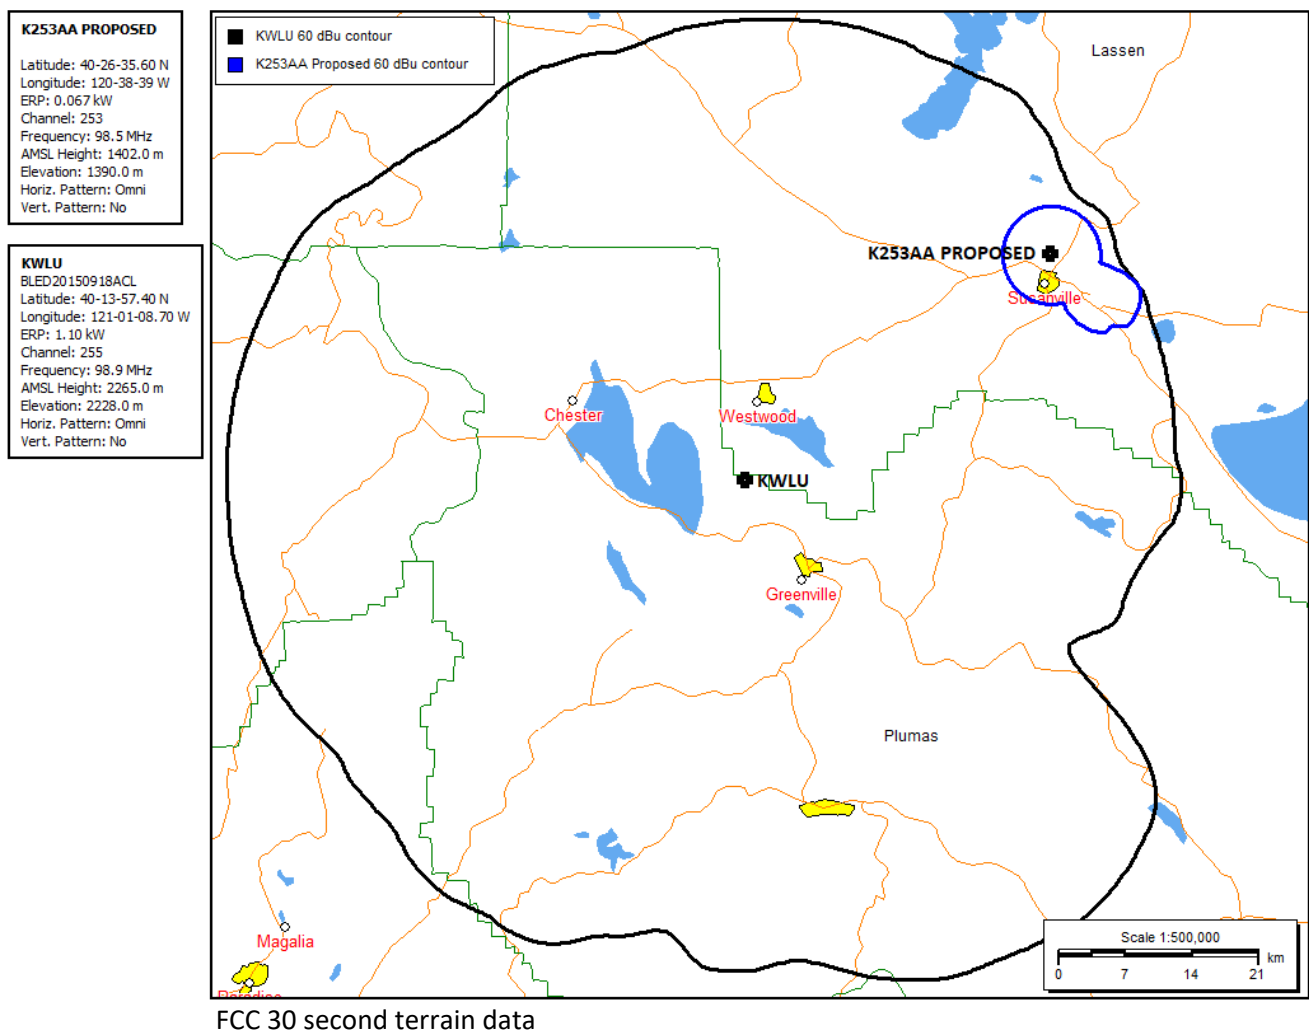 K253AA PROPOSED
Latitude: 40-26-35.60 N
Longitude: 120-38-39 W
ERP: 0.067 kW
Channel: 253
Frequency: 98.5 MHz
AMSL Height: 1402.0 m
Elevation: 1390.0 m
Horiz. Pattern: Omni
Vert. Pattern: No
KWLU
BLED20150918ACL
Latitude: 40-13-57.40 N
Longitude: 121-01-08.70 W
ERP: 1.10 kW
Channel: 255
Frequency: 98.9 MHz
AMSL Height: 2265.0 m
Elevation: 2228.0 m
Horiz. Pattern: Omni
Vert. Pattern: No
KWLU 60 dBu contour
K253AA Proposed 60 dBu contour
Lassen
K253AA PROPOSED
Susanville
Chester
Westwood
KWLU
Greenville
Plumas
Magalia
Paradise
Scale 1:500,000
km
0 7 14 21
FCC 30 second terrain data